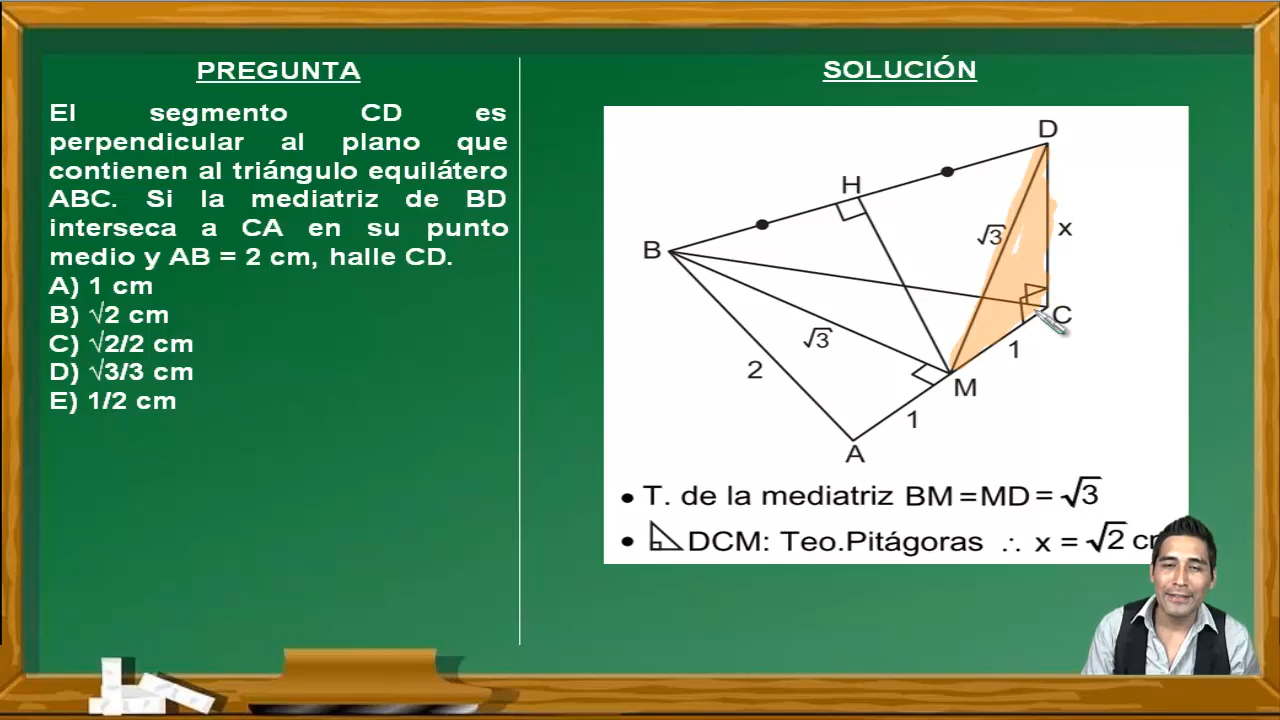 PREGUNTA
El segmento CD es
perpendicular al plano que
contienen al triángulo equilátero
ABC. Si la mediatriz de BD
interseca a CA en su punto
medio y AB = 2 cm, halle CD.
A) 1 cm
B) √2 cm
C) √2/2 cm
D) √3/3 cm
E) 1/2 cm
SOLUCIÓN
D
H
B
√3
x
C
√3
1
2
M
1
A
• T. de la mediatriz BM = MD = √3
• DCM: Teo.Pitágoras ∴ x = √2